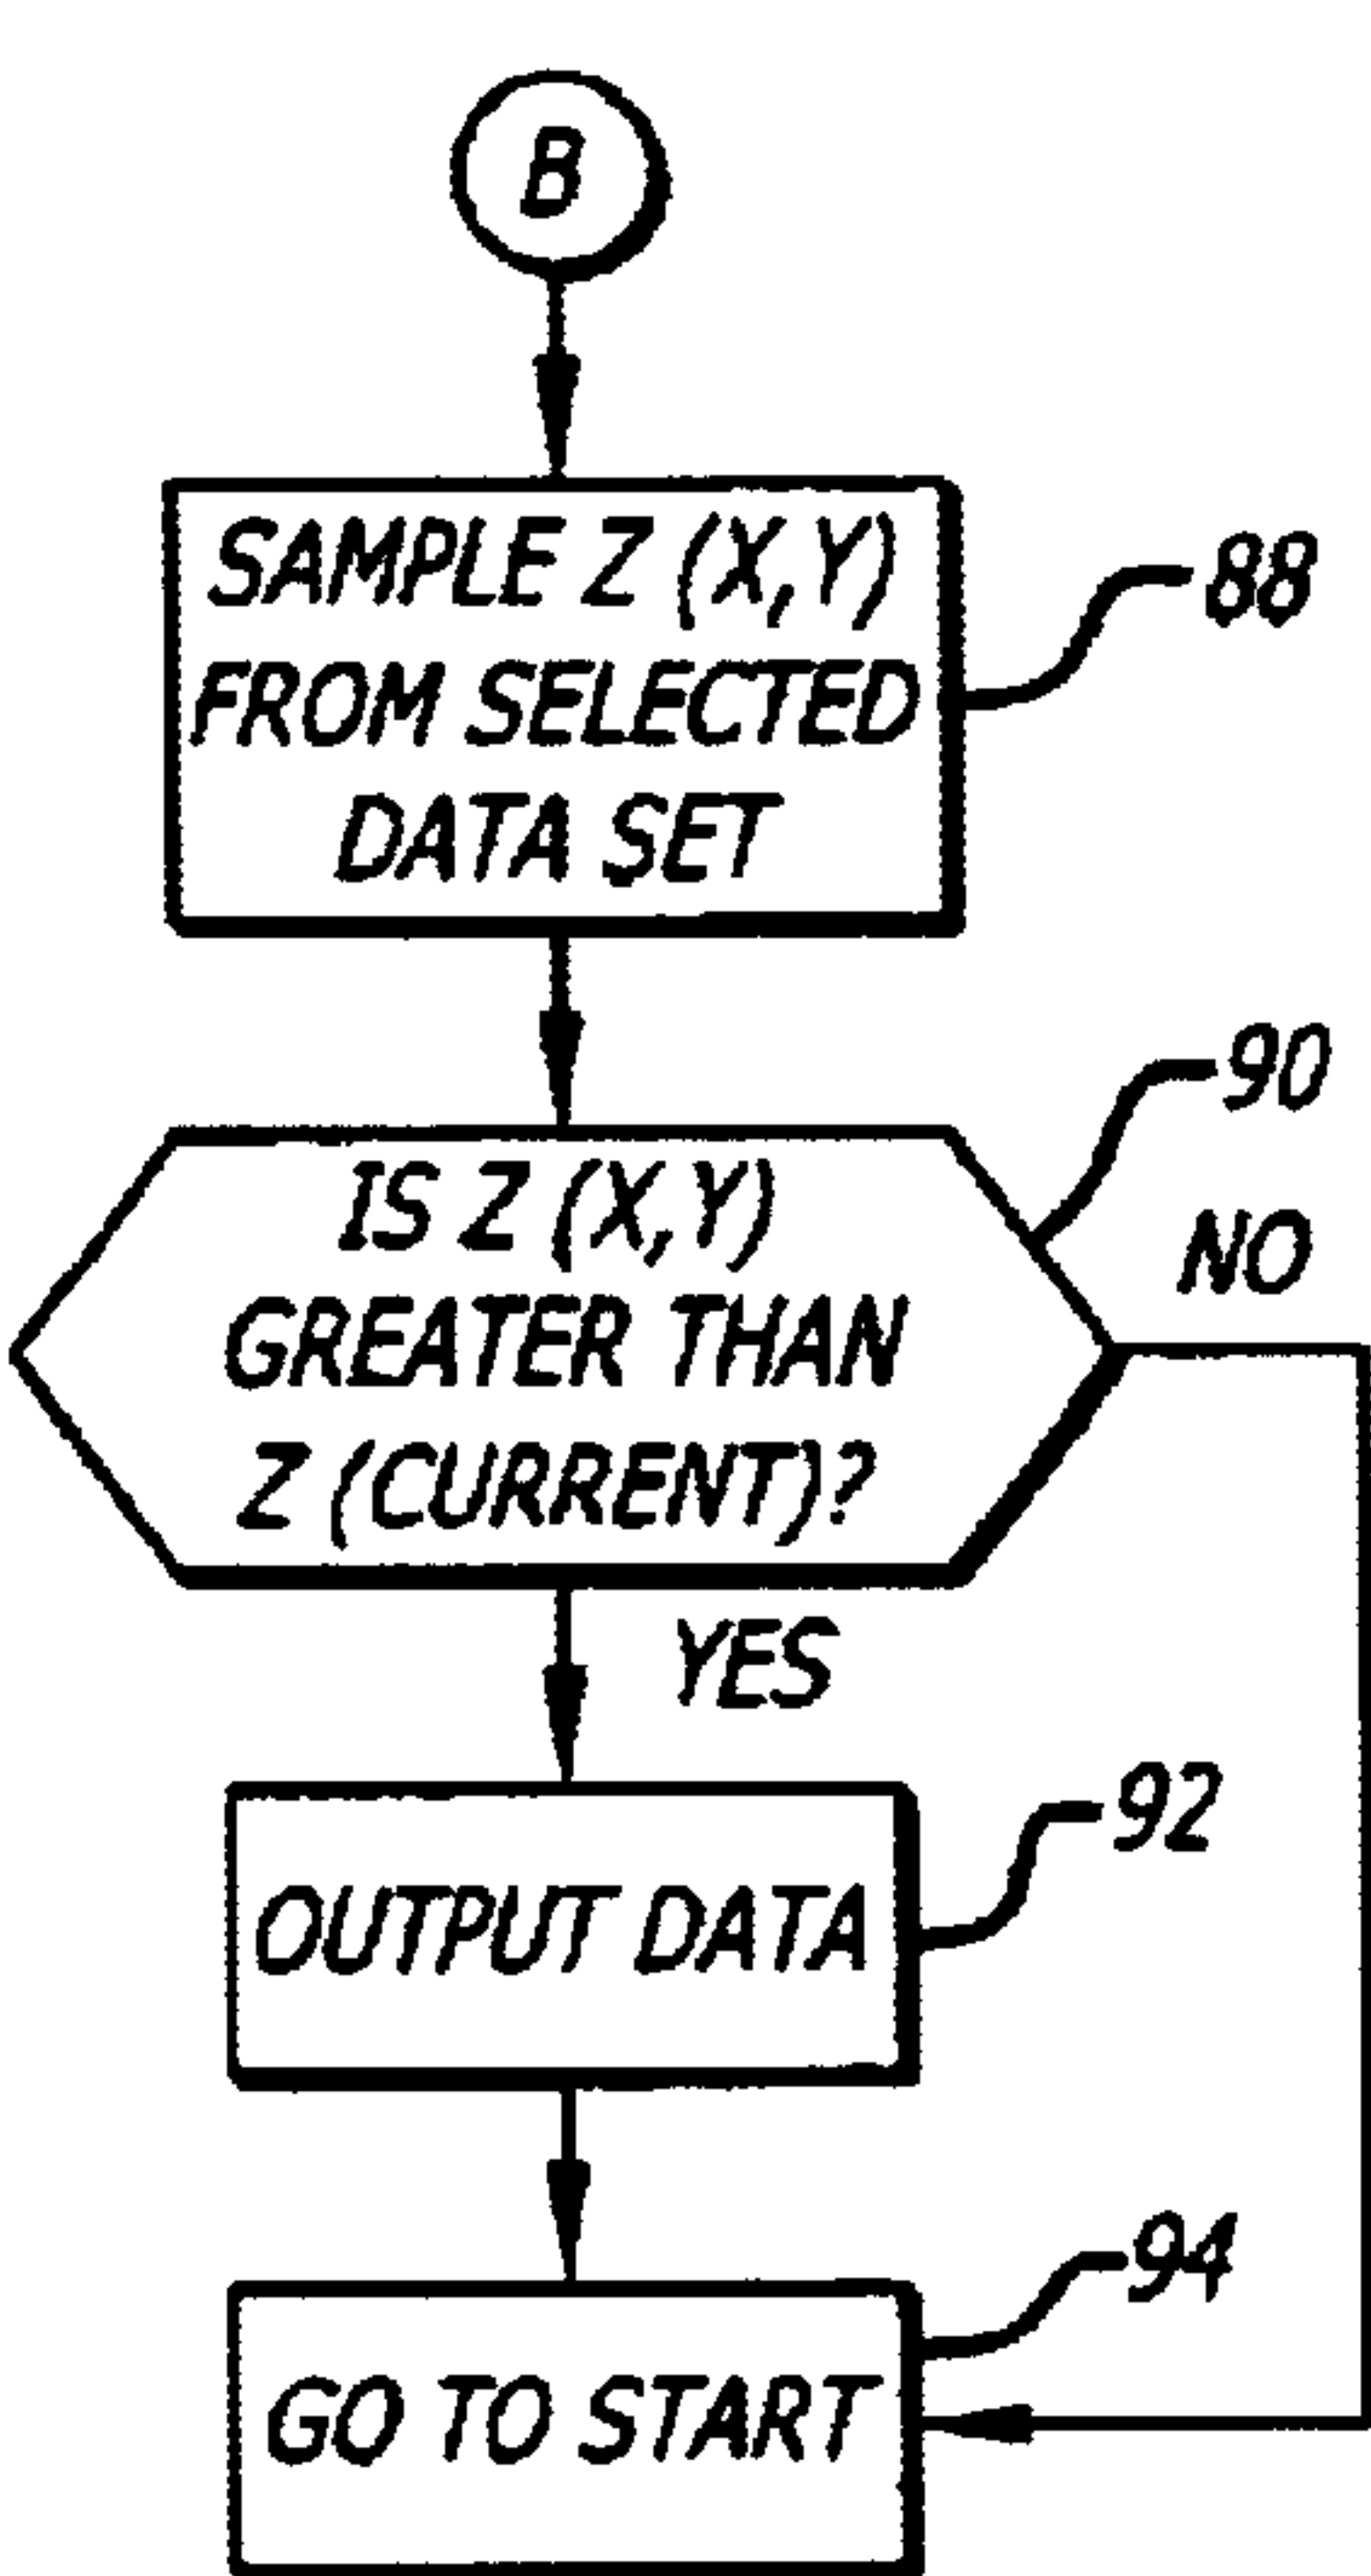 B
SAMPLE Z (X,Y)
FROM SELECTED
DATA SET
88
90
IS Z (X,Y)
GREATER THAN
Z (CURRENT)?
NO
YES
92
OUTPUT DATA
94
GO TO START